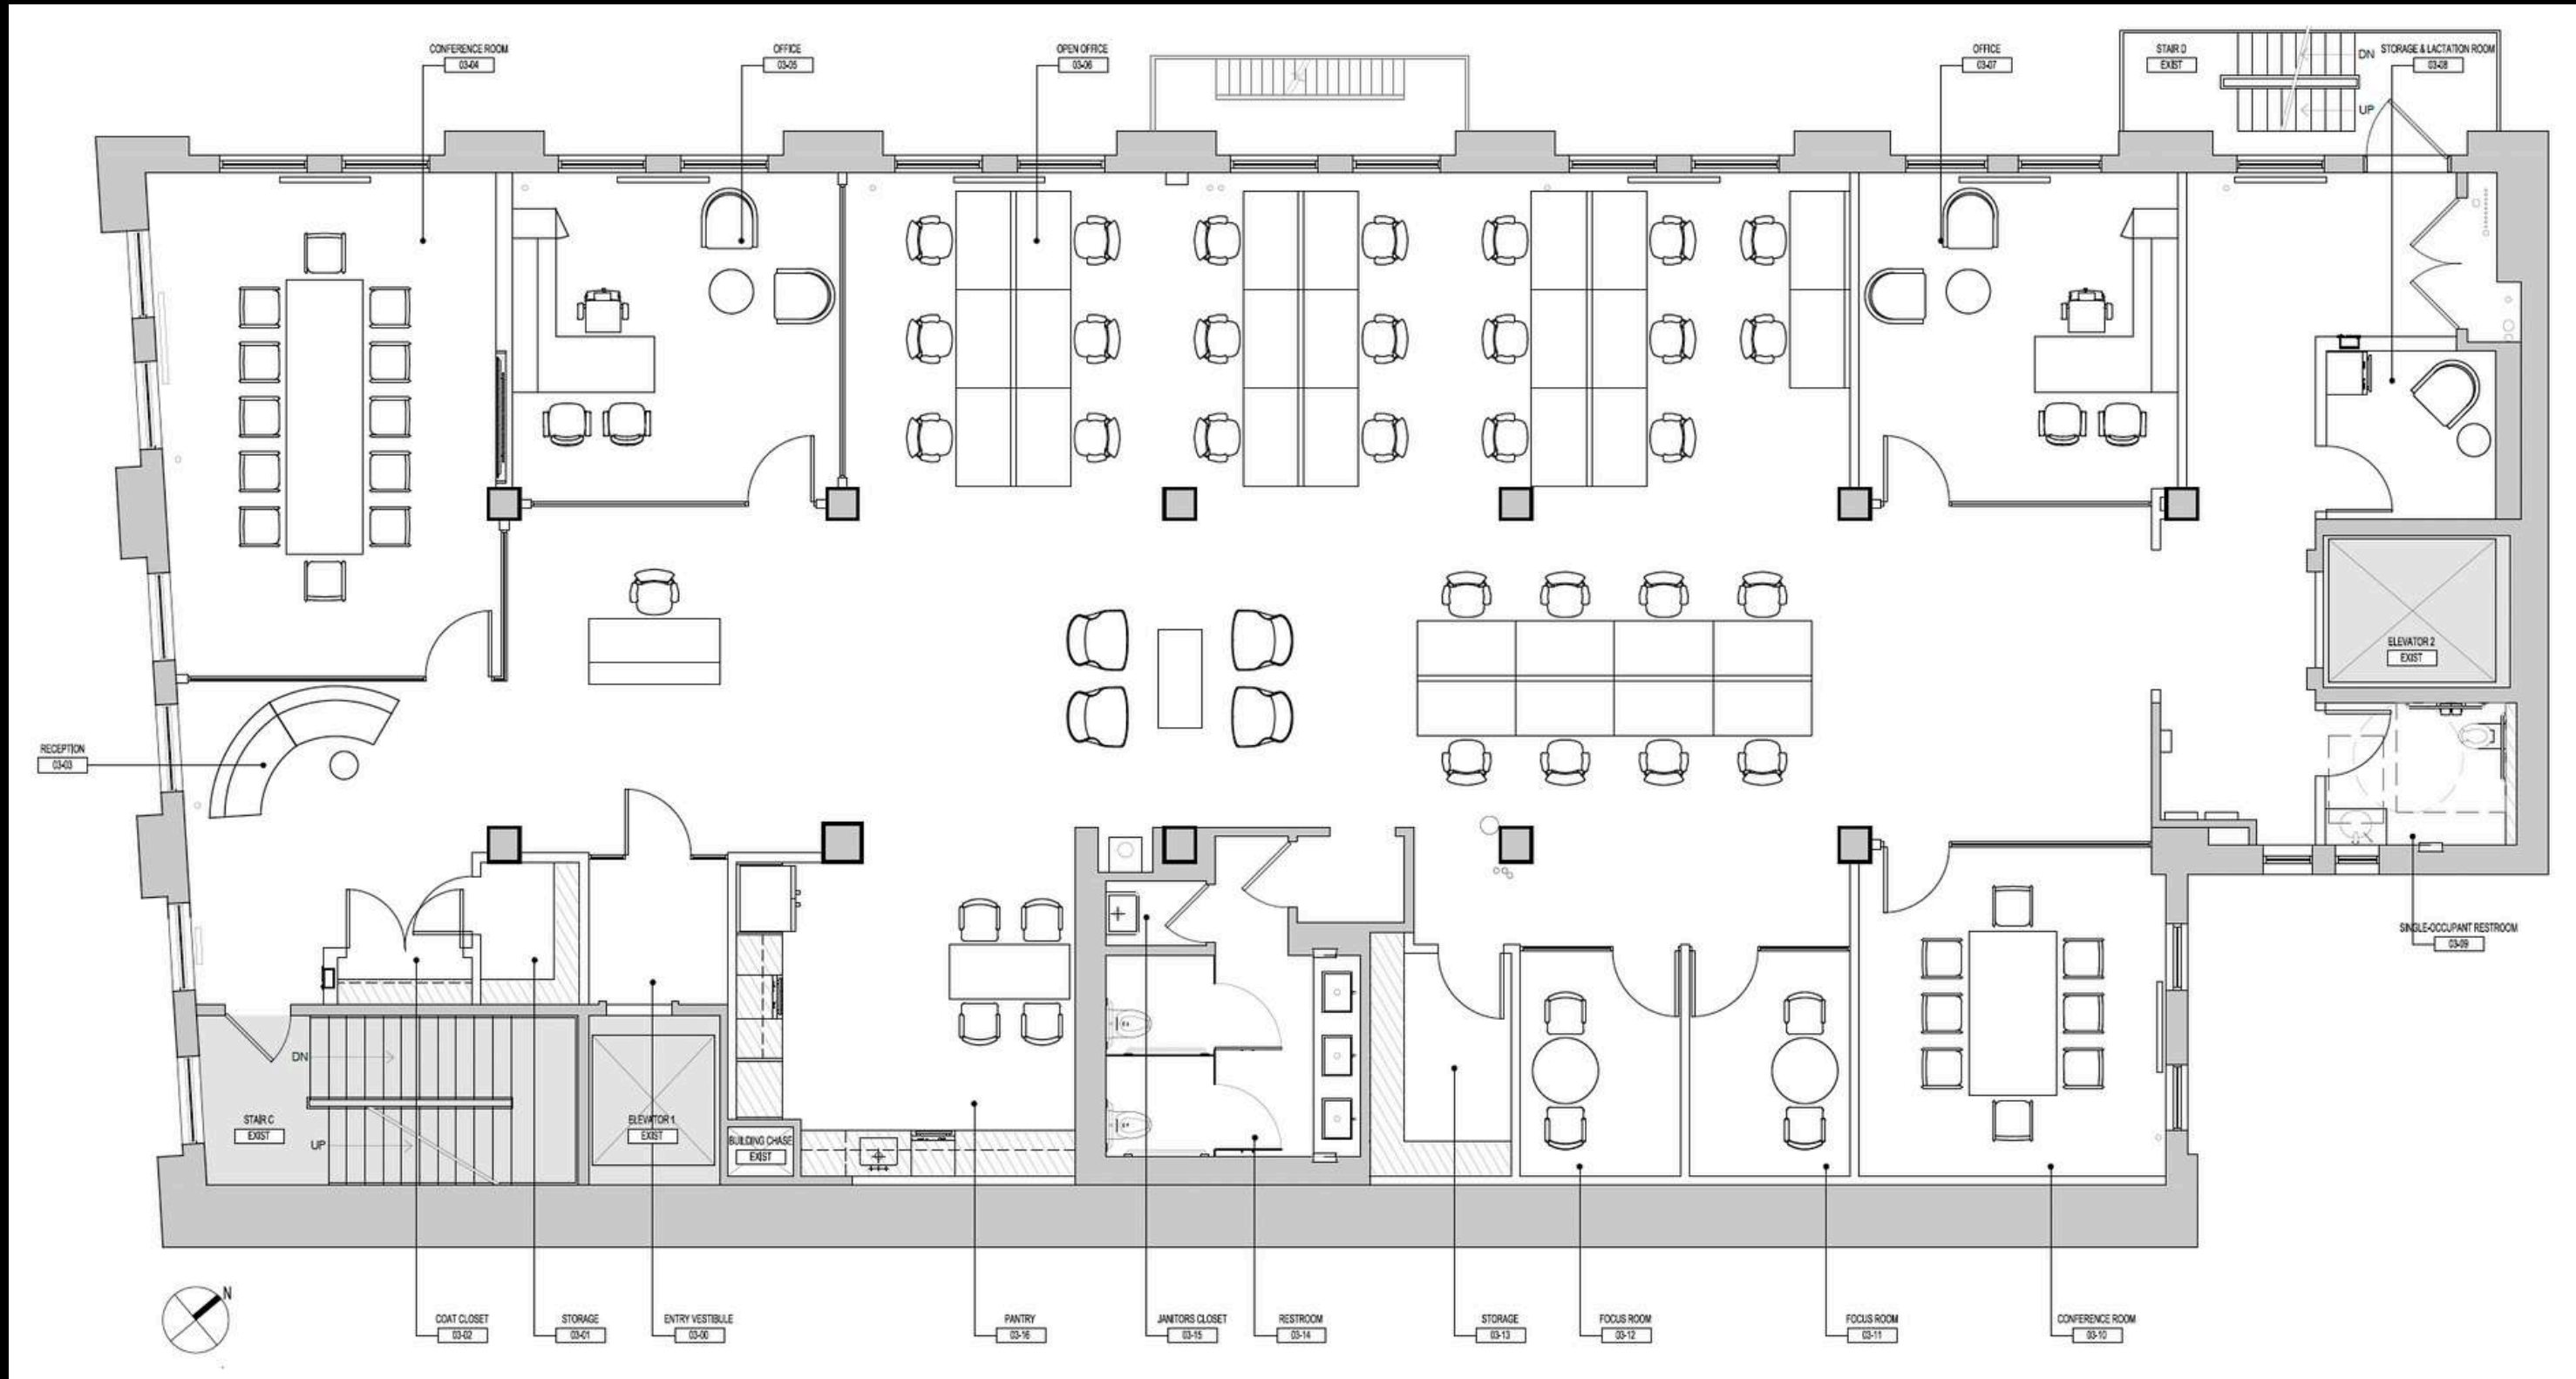 CONFERENCE ROOM
03-04
OFFICE
03-05
OPEN OFFICE
03-06
OFFICE
03-07
STAIR D
EXIST
DN
UP
STORAGE & LACTATION ROOM
03-08
ELEVATOR 2
EXIST
RECEPTION
03-03
SINGLE-OCCUPANT RESTROOM
03-09
DN
UP
STAIR C
EXIST
ELEVATOR 1
EXIST
BUILDING CHASE
EXIST
N
COAT CLOSET
03-02
STORAGE
03-01
ENTRY VESTIBULE
03-00
PANTRY
03-16
JANITORS CLOSET
03-15
RESTROOM
03-14
STORAGE
03-13
FOCUS ROOM
03-12
FOCUS ROOM
03-11
CONFERENCE ROOM
03-10